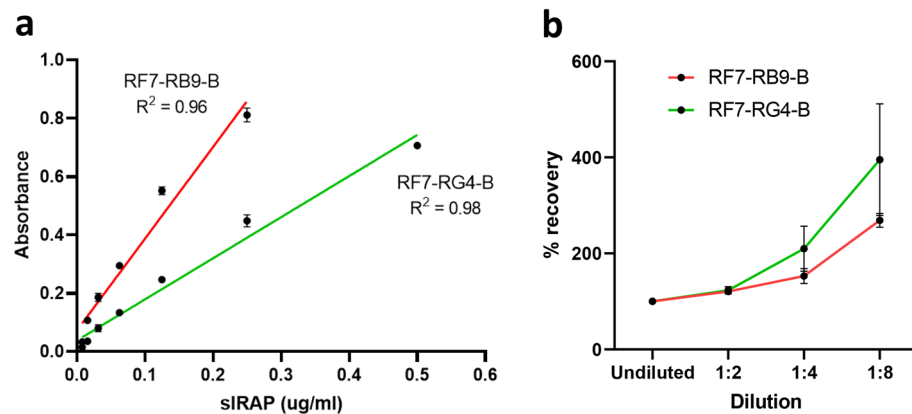 a
RF7-RB9-B
R² = 0.96
RF7-RG4-B
R² = 0.98
Absorbance
1.0
0.8
0.6
0.4
0.2
0.0
0.0 0.1 0.2 0.3 0.4 0.5 0.6
sIRAP (ug/ml)
b
RF7-RB9-B
RF7-RG4-B
% recovery
600
400
200
0
Undiluted 1:2 1:4 1:8
Dilution